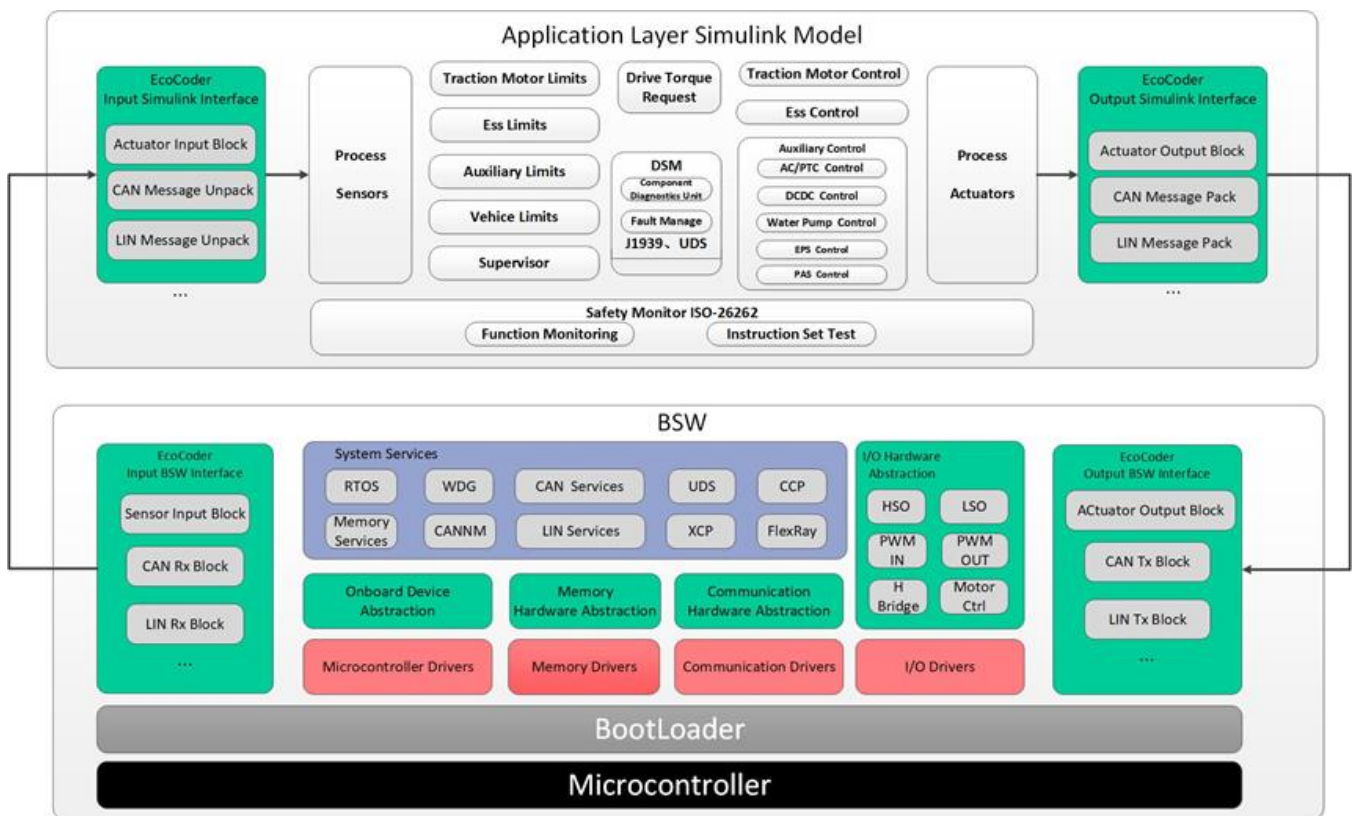 Application Layer Simulink Model
EcoCoder
Input Simulink Interface
Actuator Input Block
CAN Message Unpack
LIN Message Unpack
...
Process
Sensors
Traction Motor Limits
Ess Limits
Auxiliary Limits
Vehice Limits
Supervisor
Drive Torque
Request
DSM
Component
Diagnostics Unit
Fault Manage
J1939、UDS
Traction Motor Control
Ess Control
Auxiliary Control
AC/PTC Control
DCDC Control
Water Pump Control
EPS Control
PAS Control
Process
Actuators
EcoCoder
Output Simulink Interface
Actuator Output Block
CAN Message Pack
LIN Message Pack
...
Safety Monitor ISO-26262
Function Monitoring
Instruction Set Test
BSW
EcoCoder
Input BSW Interface
Sensor Input Block
CAN Rx Block
LIN Rx Block
...
System Services
RTOS
WDG
CAN Services
UDS
CCP
Memory
Services
CANNM
LIN Services
XCP
FlexRay
I/O Hardware
Abstraction
HSO
LSO
PWM
IN
PWM
OUT
H
Bridge
Motor
Ctrl
EcoCoder
Output BSW Interface
ACtuator Output Block
CAN Tx Block
LIN Tx Block
...
Onboard Device
Abstraction
Memory
Hardware Abstraction
Communication
Hardware Abstraction
Microcontroller Drivers
Memory Drivers
Communication Drivers
I/O Drivers
BootLoader
Microcontroller